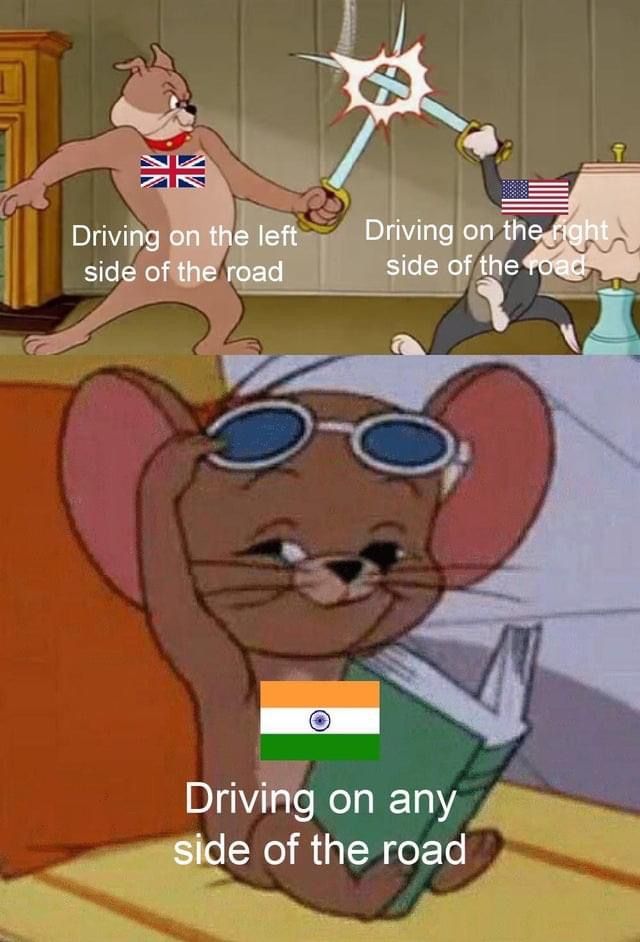 Driving on the left
side of the road
Driving on the right
side of the road
Driving on any
side of the road